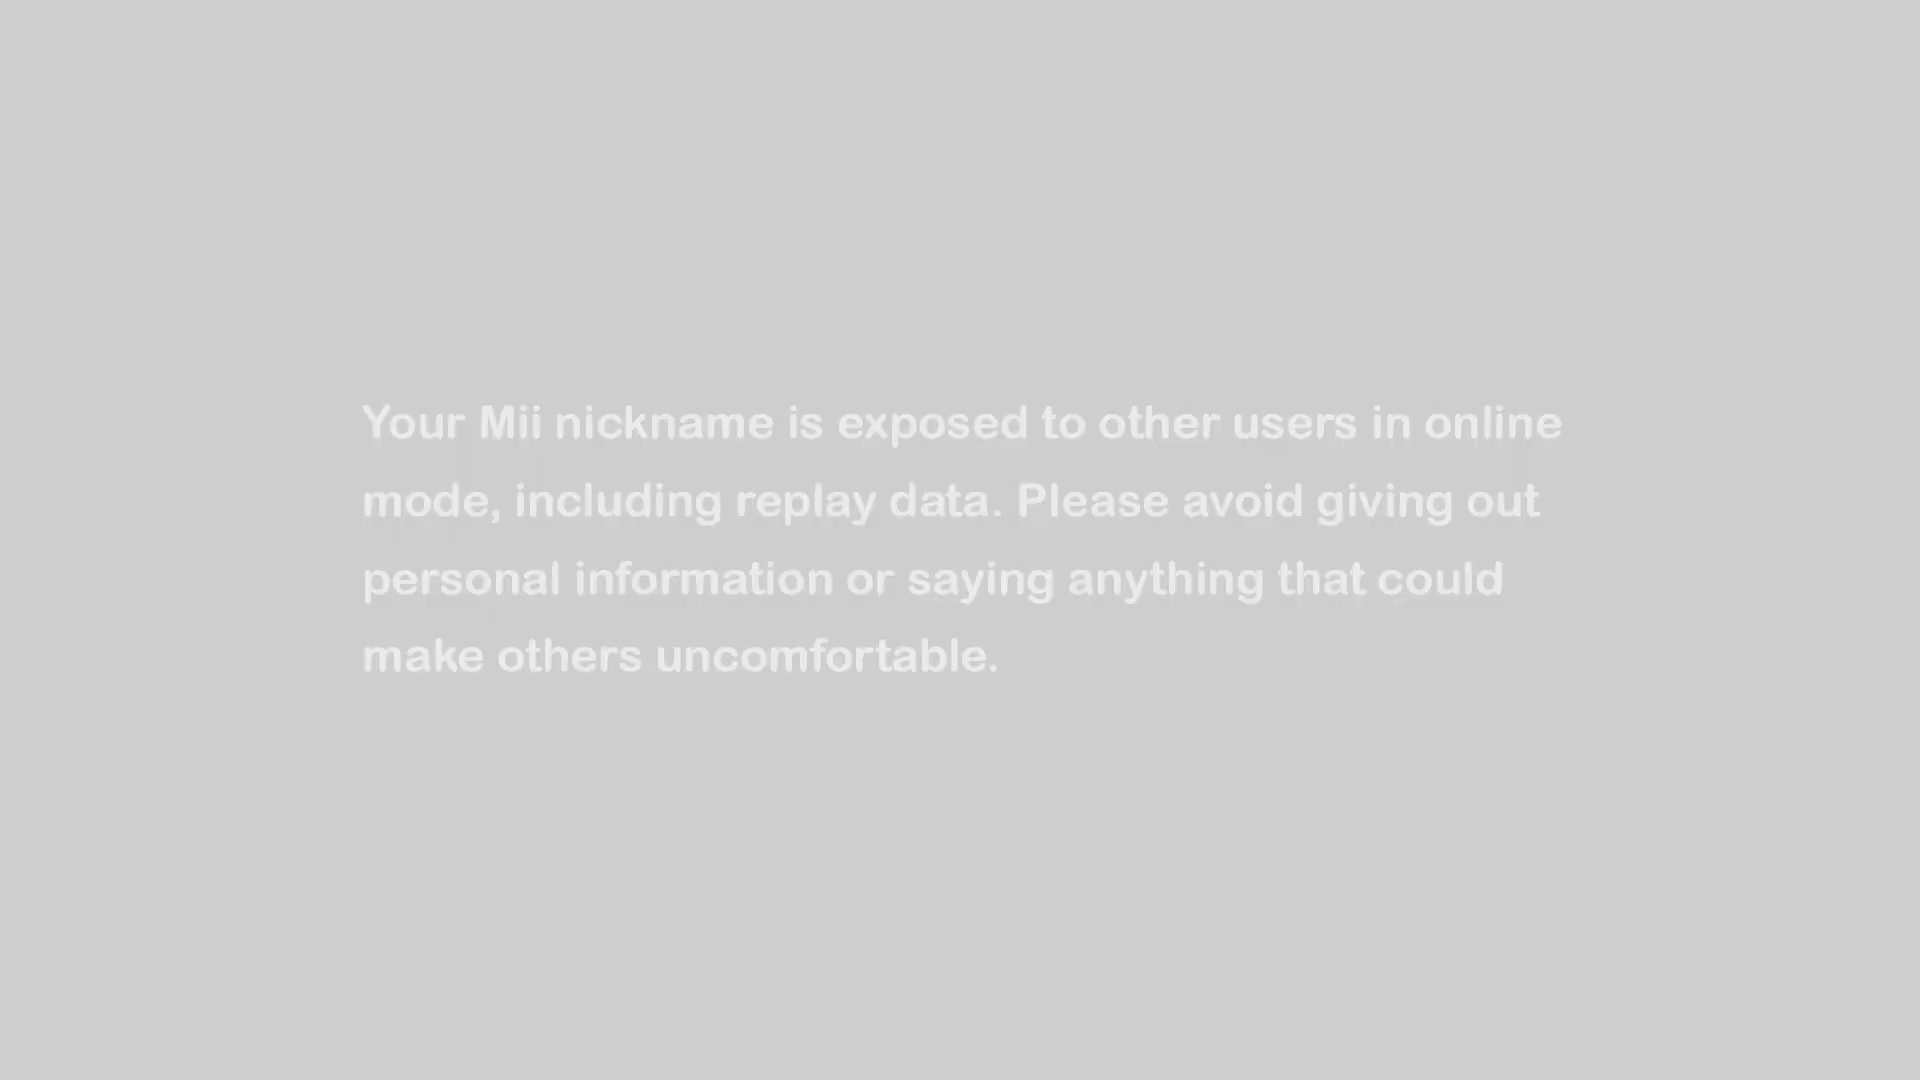 Your Mii nickname is exposed to other users in online
mode, including replay data. Please avoid giving out
personal information or saying anything that could
make others uncomfortable.